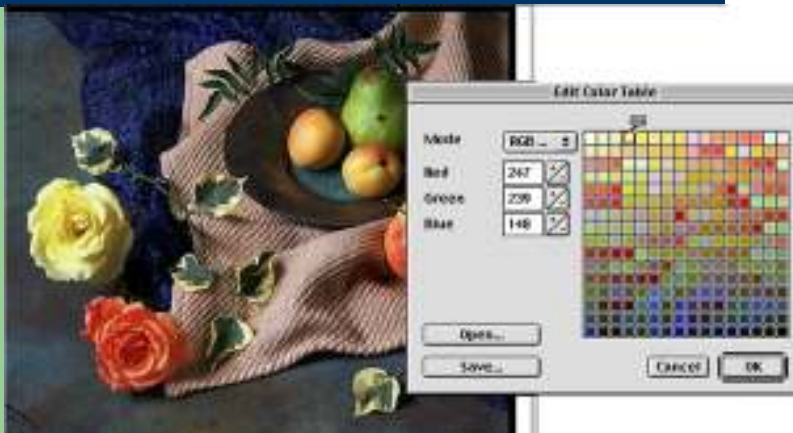 Edit Color Table
Mode RGB ...
Red 247
Green 239
Blue 148
Open...
Save...
Cancel OK